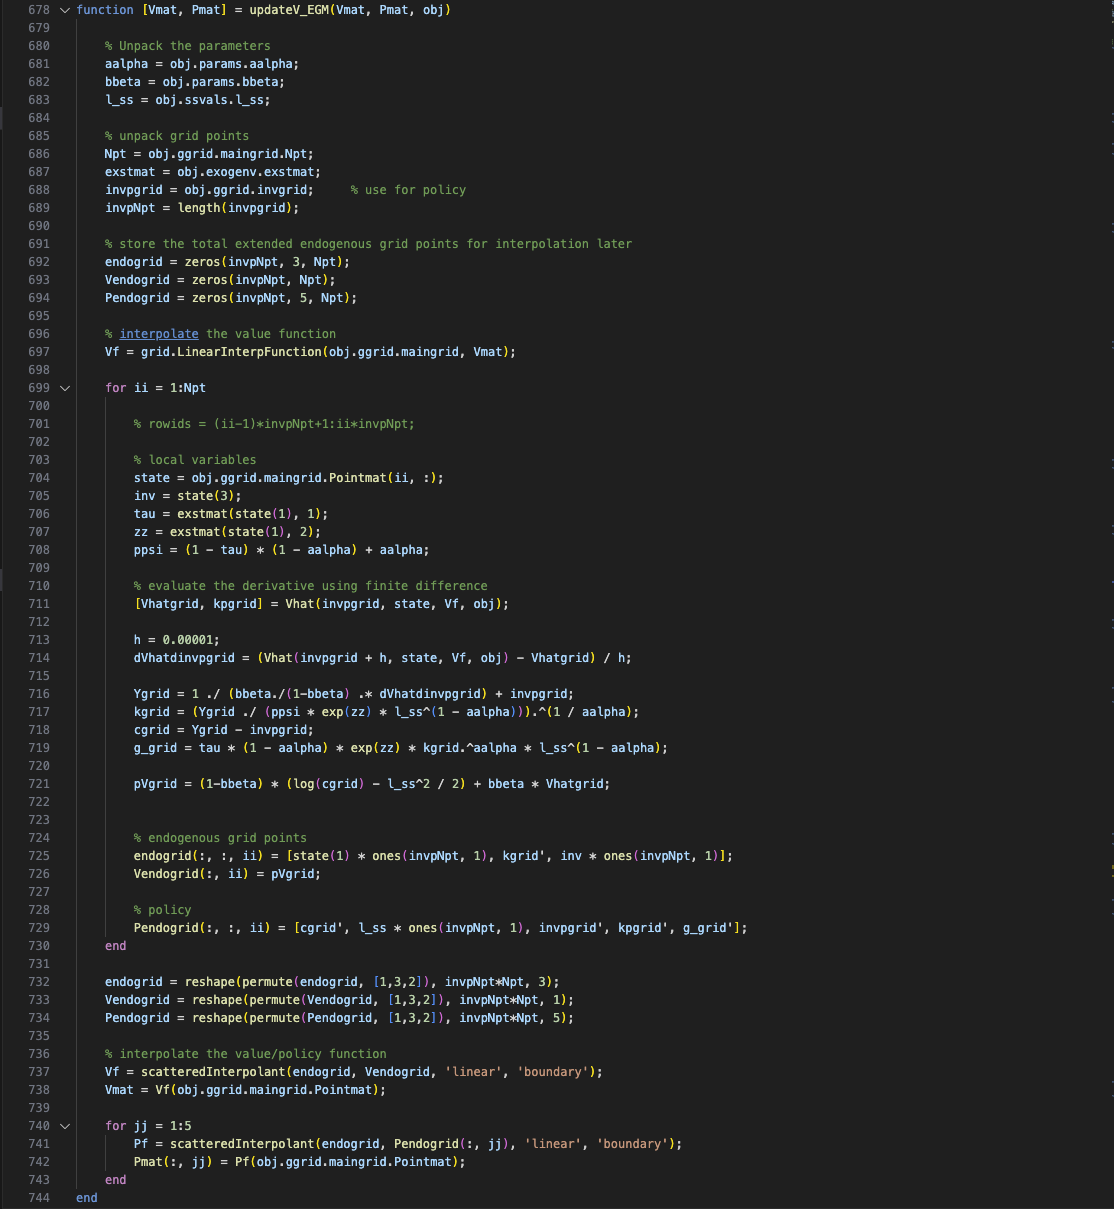 678 function [Vmat, Pmat] = updateV_EGM(Vmat, Pmat, obj)
679
680 % Unpack the parameters
681 aalpha = obj.params.aalpha;
682 bbeta = obj.params.bbeta;
683 l_ss = obj.ssvals.l_ss;
684
685 % unpack grid points
686 Npt = obj.ggrid.maingrid.Npt;
687 exstmat = obj.exogenv.exstmat;
688 invpgrid = obj.ggrid.invgrid;     % use for policy
689 invpNpt = length(invpgrid);
690
691 % store the total extended endogenous grid points for interpolation later
692 endogrid = zeros(invpNpt, 3, Npt);
693 Vendogrid = zeros(invpNpt, Npt);
694 Pendogrid = zeros(invpNpt, 5, Npt);
695
696 % interpolate the value function
697 Vf = grid.LinearInterpFunction(obj.ggrid.maingrid, Vmat);
698
699 for ii = 1:Npt
700
701 % rowids = (ii-1)*invpNpt+1:ii*invpNpt;
702
703 % local variables
704 state = obj.ggrid.maingrid.Pointmat(ii, :);
705 inv = state(3);
706 tau = exstmat(state(1), 1);
707 zz = exstmat(state(1), 2);
708 ppsi = (1 - tau) * (1 - aalpha) + aalpha;
709
710 % evaluate the derivative using finite difference
711 [Vhatgrid, kpgrid] = Vhat(invpgrid, state, Vf, obj);
712
713 h = 0.00001;
714 dVhatdinvpgrid = (Vhat(invpgrid + h, state, Vf, obj) - Vhatgrid) / h;
715
716 Ygrid = 1 ./ (bbeta./(1-bbeta) .* dVhatdinvpgrid) + invpgrid;
717 kgrid = (Ygrid ./ (ppsi * exp(zz) * l_ss^(1 - aalpha))).^(1 / aalpha);
718 cgrid = Ygrid - invpgrid;
719 g_grid = tau * (1 - aalpha) * exp(zz) * kgrid.^aalpha * l_ss^(1 - aalpha);
720
721 pVgrid = (1-bbeta) * (log(cgrid) - l_ss^2 / 2) + bbeta * Vhatgrid;
722
723
724 % endogenous grid points
725 endogrid(:, :, ii) = [state(1) * ones(invpNpt, 1), kgrid', inv * ones(invpNpt, 1)];
726 Vendogrid(:, ii) = pVgrid;
727
728 % policy
729 Pendogrid(:, :, ii) = [cgrid', l_ss * ones(invpNpt, 1), invpgrid', kpgrid', g_grid'];
730 end
731
732 endogrid = reshape(permute(endogrid, [1,3,2]), invpNpt*Npt, 3);
733 Vendogrid = reshape(permute(Vendogrid, [1,3,2]), invpNpt*Npt, 1);
734 Pendogrid = reshape(permute(Pendogrid, [1,3,2]), invpNpt*Npt, 5);
735
736 % interpolate the value/policy function
737 Vf = scatteredInterpolant(endogrid, Vendogrid, 'linear', 'boundary');
738 Vmat = Vf(obj.ggrid.maingrid.Pointmat);
739
740 for jj = 1:5
741 Pf = scatteredInterpolant(endogrid, Pendogrid(:, jj), 'linear', 'boundary');
742 Pmat(:, jj) = Pf(obj.ggrid.maingrid.Pointmat);
743 end
744 end